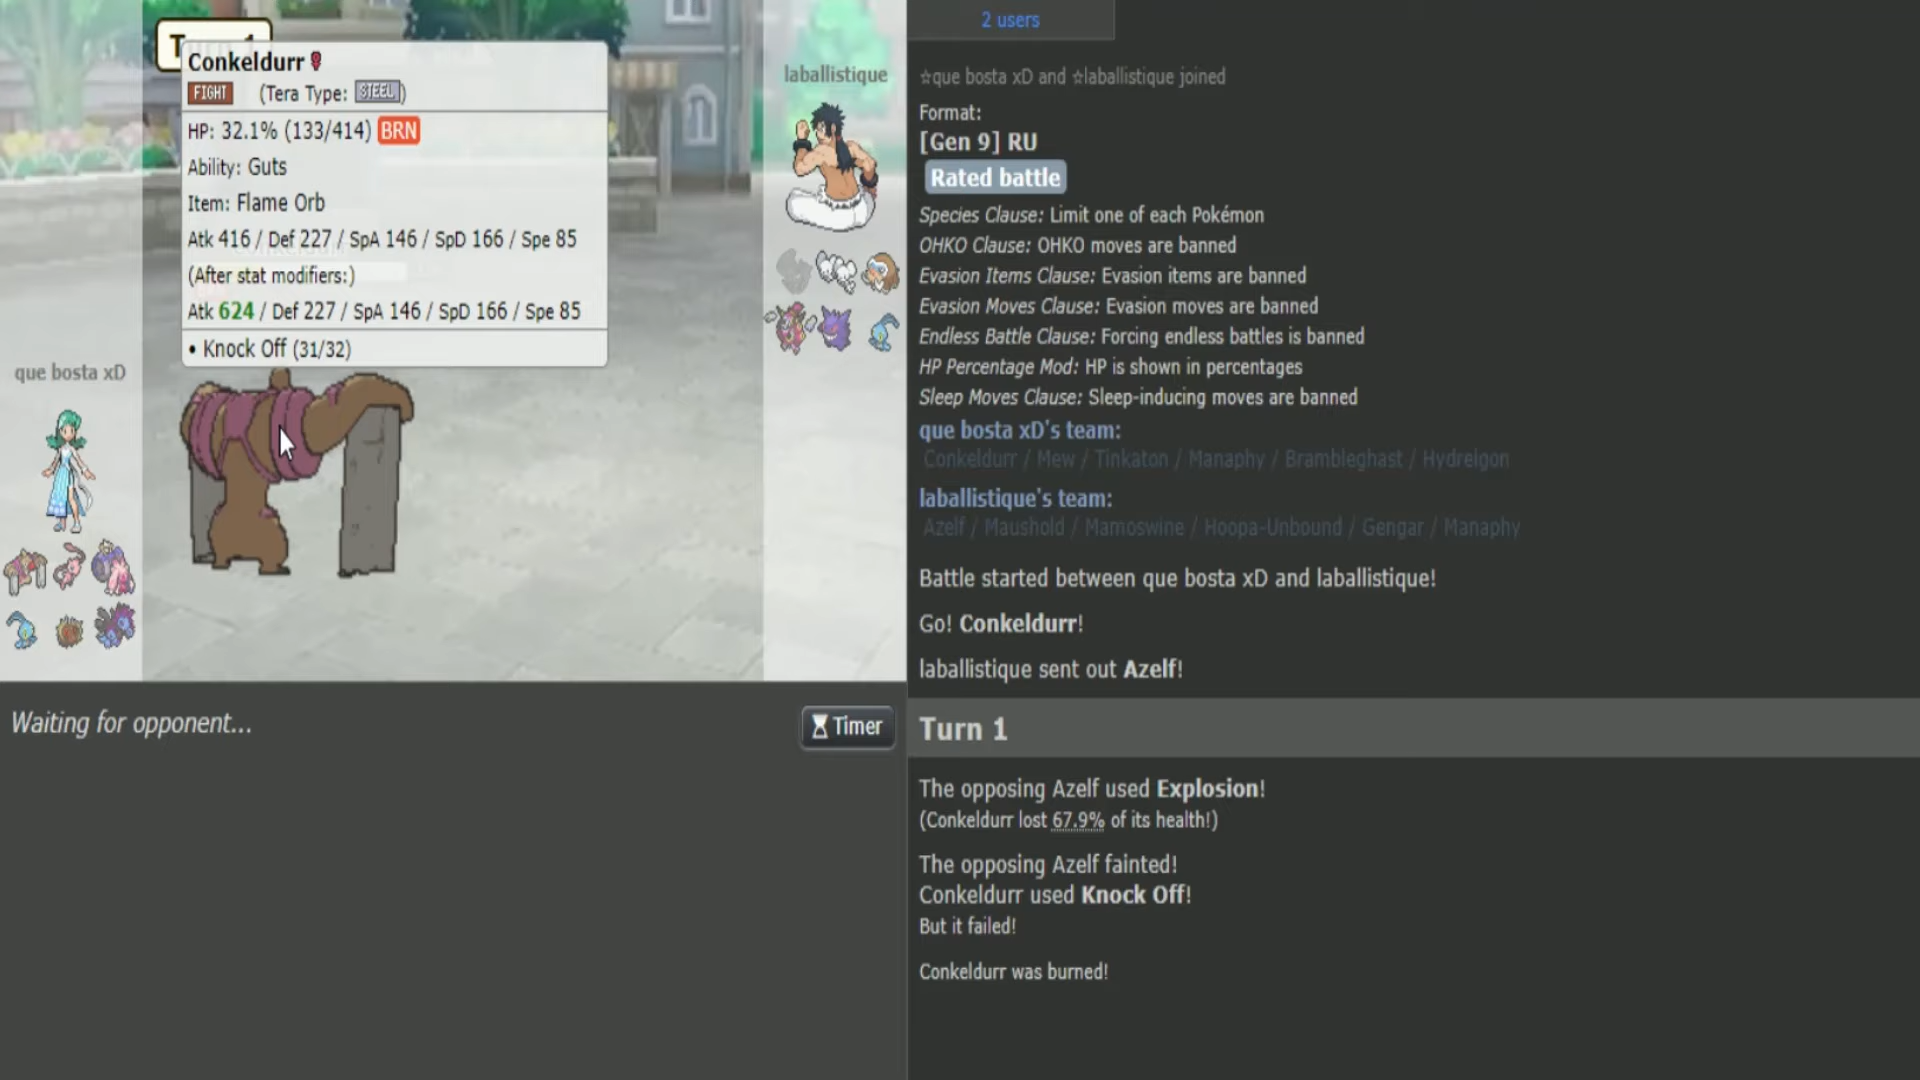 Conkeldurr
FIGHT (Tera Type: STEEL)
HP: 32.1% (133/414) BRN
Ability: Guts
Item: Flame Orb
Atk 416 / Def 227 / SpA 146 / SpD 166 / Spe 85
(After stat modifiers:)
Atk 624 / Def 227 / SpA 146 / SpD 166 / Spe 85
• Knock Off (31/32)
que bosta xD
laballistique
Waiting for opponent...
Timer
2 users
☆que bosta xD and ☆laballistique joined
Format:
[Gen 9] RU
Rated battle
Species Clause: Limit one of each Pokémon
OHKO Clause: OHKO moves are banned
Evasion Items Clause: Evasion items are banned
Evasion Moves Clause: Evasion moves are banned
Endless Battle Clause: Forcing endless battles is banned
HP Percentage Mod: HP is shown in percentages
Sleep Moves Clause: Sleep-inducing moves are banned
que bosta xD's team:
Conkeldurr / Mew / Tinkaton / Manaphy / Brambleghast / Hydreigon
laballistique's team:
Azelf / Maushold / Mamoswine / Hoopa-Unbound / Gengar / Manaphy
Battle started between que bosta xD and laballistique!
Go! Conkeldurr!
laballistique sent out Azelf!
Turn 1
The opposing Azelf used Explosion!
(Conkeldurr lost 67.9% of its health!)
The opposing Azelf fainted!
Conkeldurr used Knock Off!
But it failed!
Conkeldurr was burned!